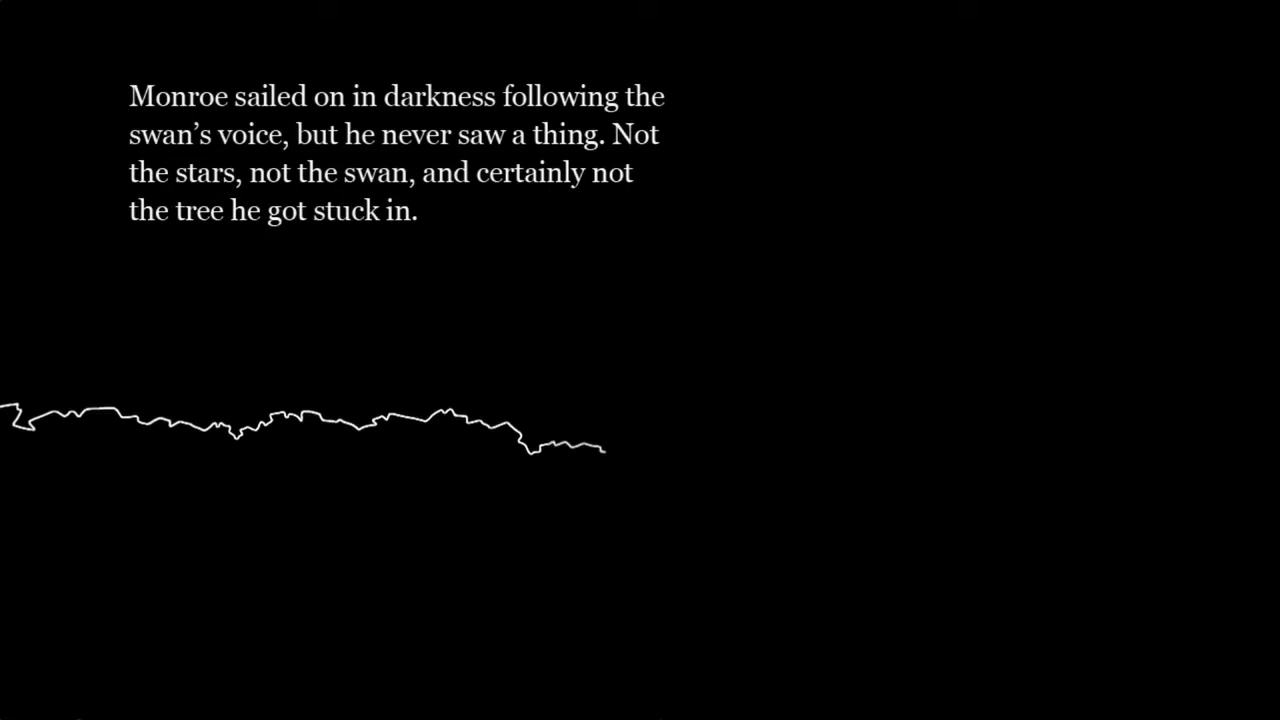 Monroe sailed on in darkness following the
swan’s voice, but he never saw a thing. Not
the stars, not the swan, and certainly not
the tree he got stuck in.